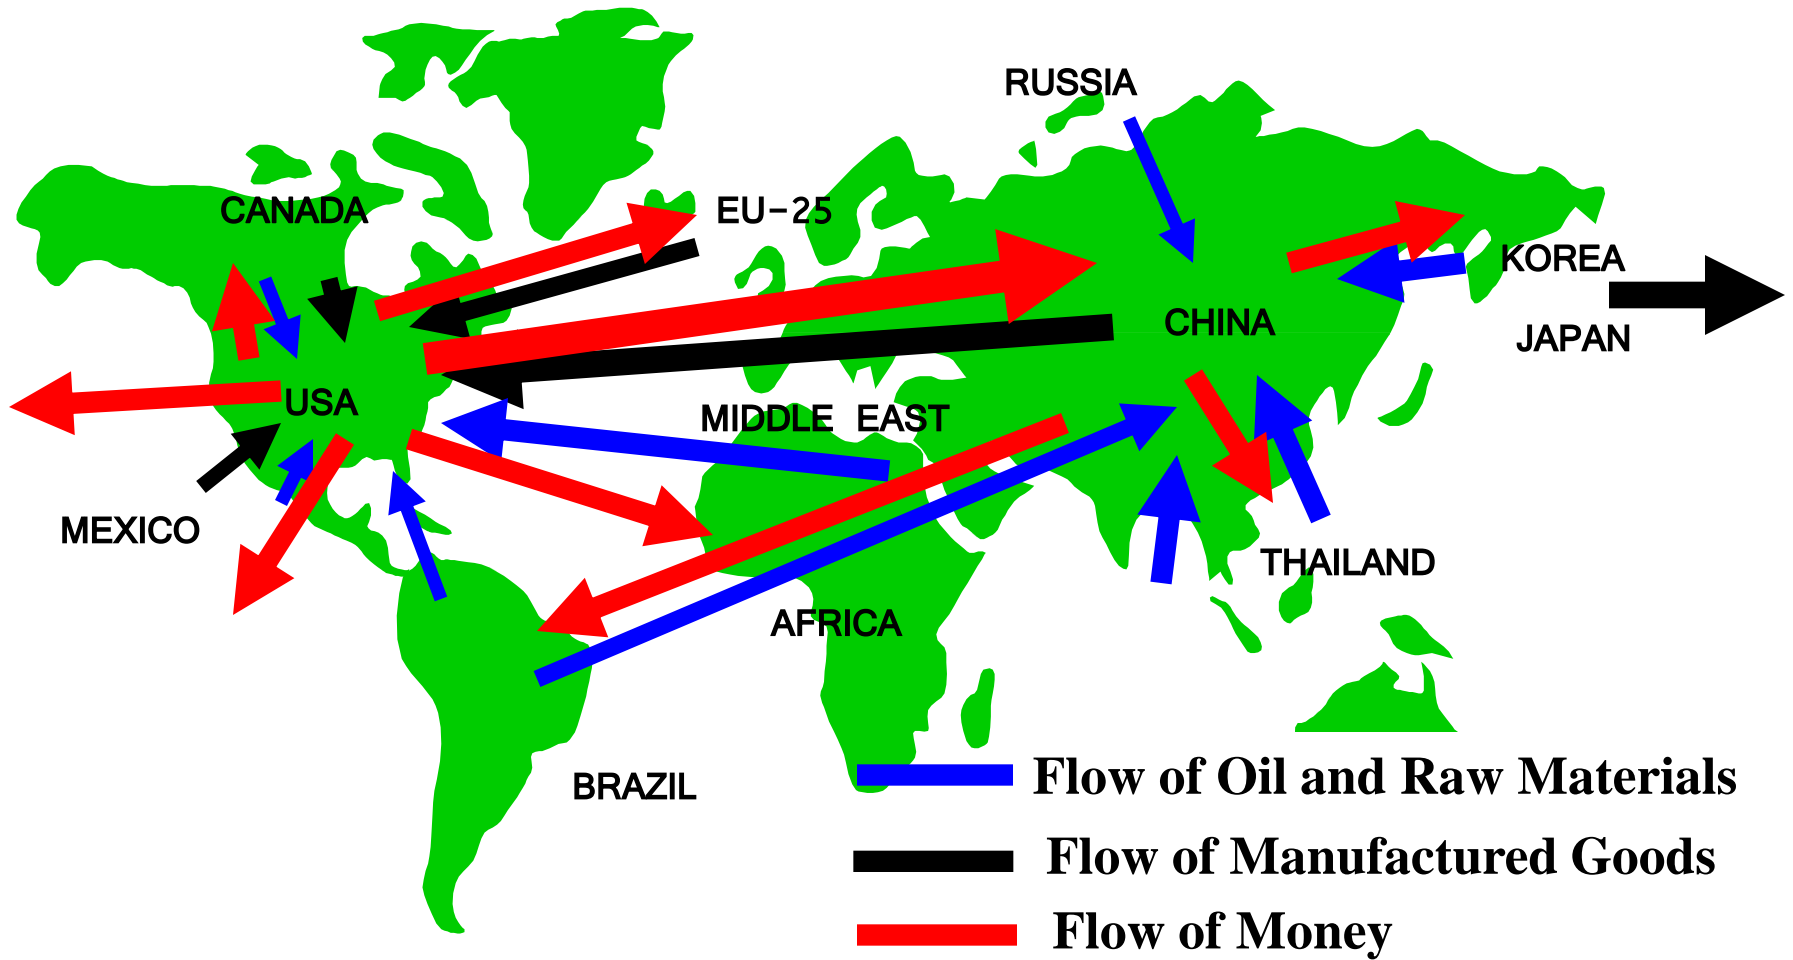 RUSSIA
CANADA
EU-25
KOREA
CHINA
JAPAN
USA
MIDDLE EAST
MEXICO
THAILAND
AFRICA
BRAZIL
Flow of Oil and Raw Materials
Flow of Manufactured Goods
Flow of Money